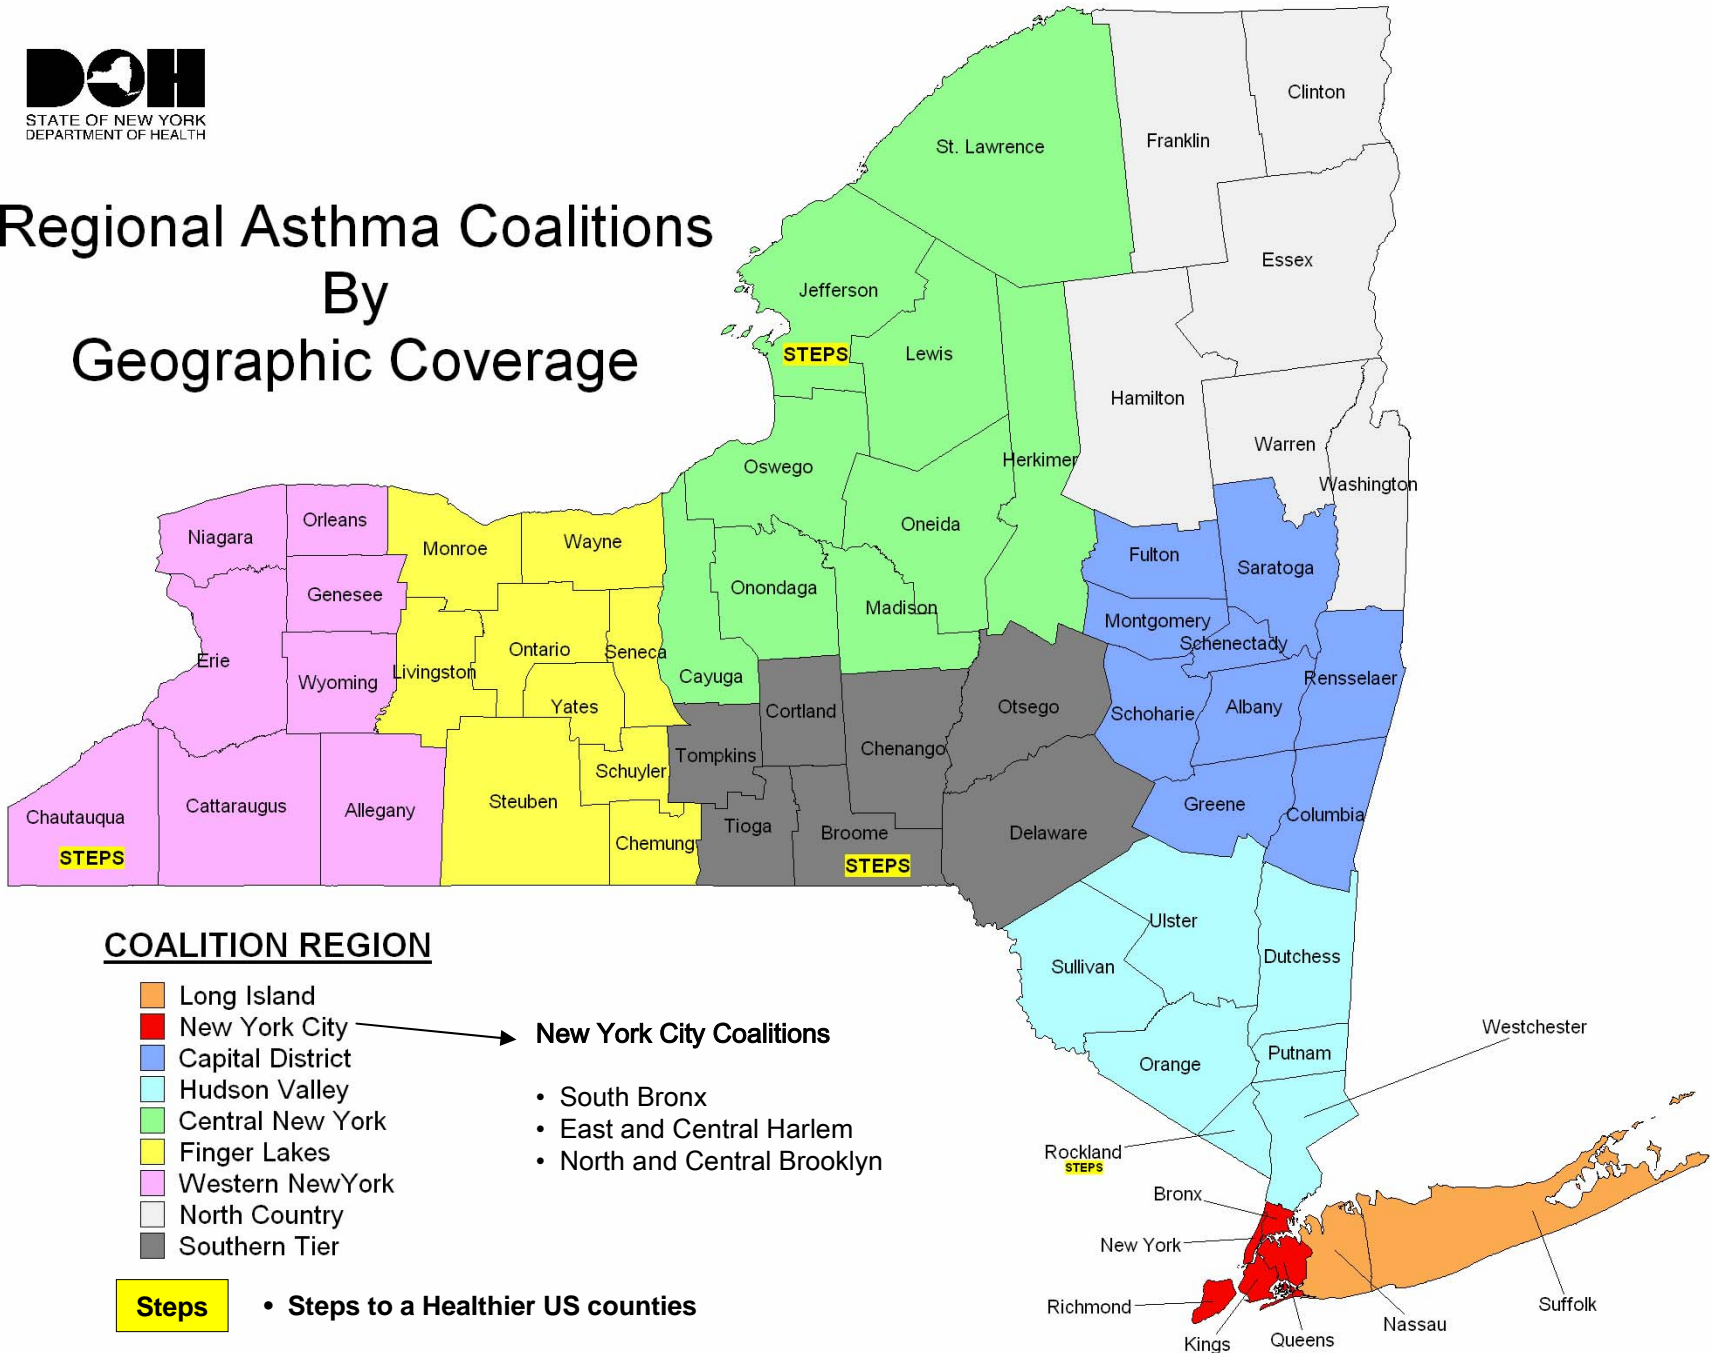 DOH
STATE OF NEW YORK
DEPARTMENT OF HEALTH
Regional Asthma Coalitions
By
Geographic Coverage
Clinton
Franklin
St. Lawrence
Essex
Jefferson
STEPS
Lewis
Hamilton
Warren
Herkimer
Oswego
Washington
Oneida
Niagara
Orleans
Monroe
Wayne
Fulton
Saratoga
Genesee
Onondaga
Madison
Montgomery
Schenectady
Erie
Wyoming
Livingston
Ontario
Seneca
Cayuga
Rensselaer
Yates
Cortland
Otsego
Schoharie
Albany
Tompkins
Chenango
Schuyler
Chautauqua
STEPS
Cattaraugus
Allegany
Steuben
Chemung
Tioga
Broome
STEPS
Delaware
Greene
Columbia
Ulster
Sullivan
Dutchess
Orange
Putnam
Westchester
Rockland
STEPS
Bronx
New York
Richmond
Kings
Queens
Nassau
Suffolk
COALITION REGION
Long Island
New York City
Capital District
Hudson Valley
Central New York
Finger Lakes
Western NewYork
North Country
Southern Tier
New York City Coalitions
• South Bronx
• East and Central Harlem
• North and Central Brooklyn
Steps • Steps to a Healthier US counties